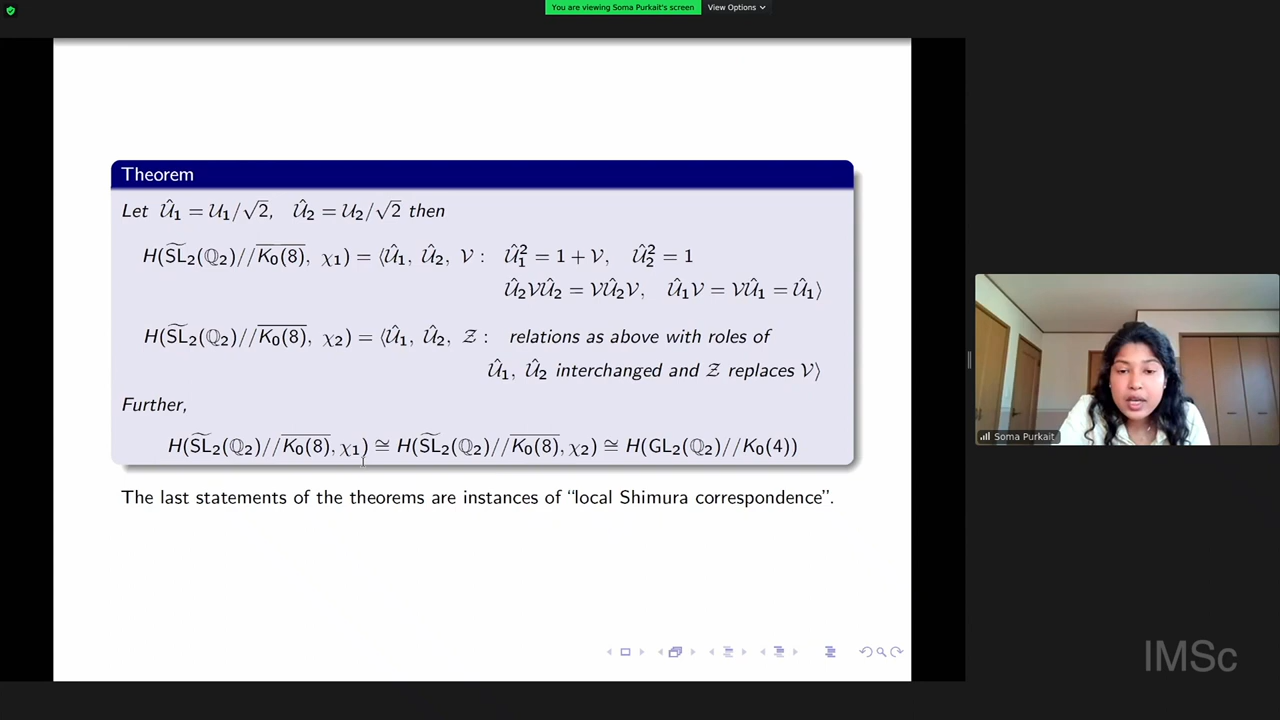 You are viewing Soma Purkait's screen View Options
Theorem
Let Û₁ = U₁/√2, Û₂ = U₂/√2 then
H(S͠L₂(ℚ₂)//K̅₀̅(̅8̅)̅, χ₁) = ⟨Û₁, Û₂, V : Û₁² = 1 + V, Û₂² = 1
Û₂VÛ₂ = VÛ₂V, Û₁V = VÛ₁ = Û₁⟩
H(S͠L₂(ℚ₂)//K̅₀̅(̅8̅)̅, χ₂) = ⟨Û₁, Û₂, Z : relations as above with roles of
Û₁, Û₂ interchanged and Z replaces V⟩
Further,
H(S͠L₂(ℚ₂)//K̅₀̅(̅8̅)̅, χ₁) ≅ H(S͠L₂(ℚ₂)//K̅₀̅(̅8̅)̅, χ₂) ≅ H(GL₂(ℚ₂)//K₀(4))
The last statements of the theorems are instances of “local Shimura correspondence”.
Soma Purkait
IMSc